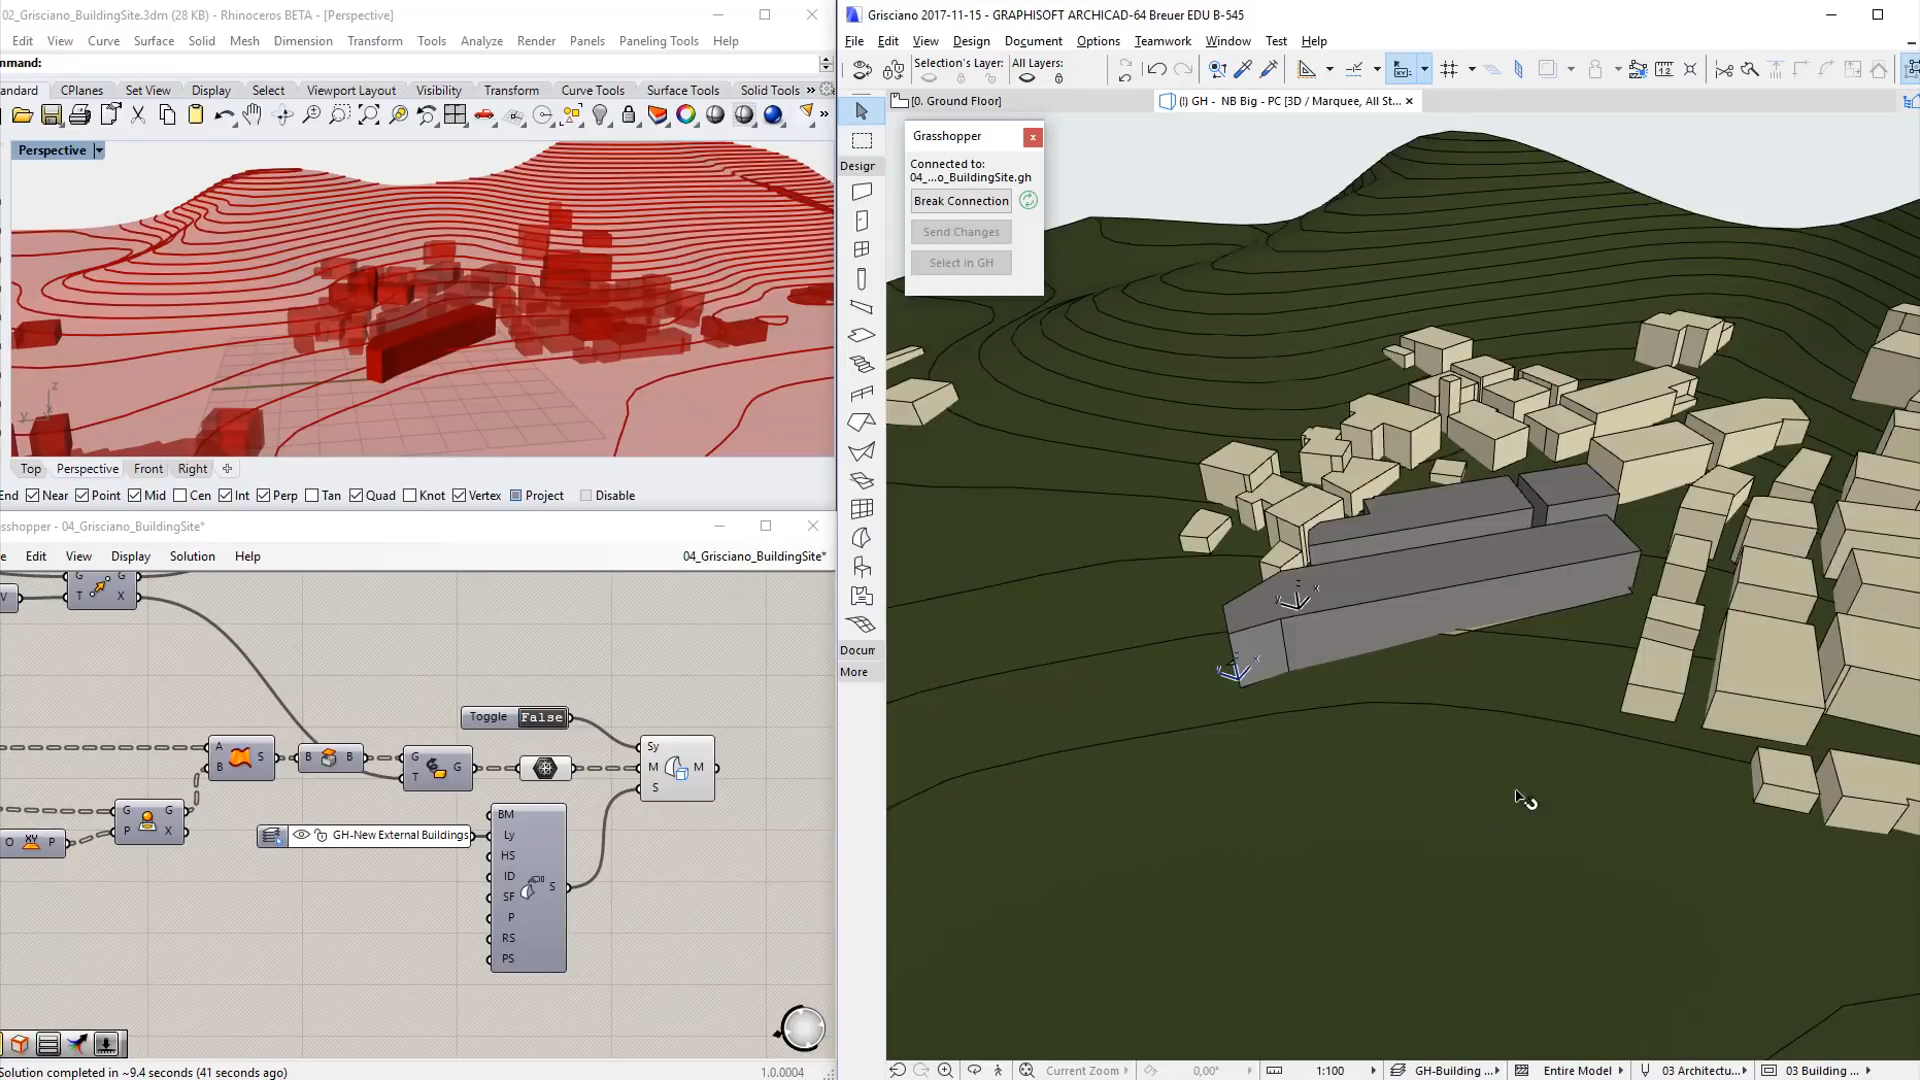 02_Grisciano_BuildingSite.3dm (28 KB) - Rhinoceros BETA - [Perspective]
Edit View Curve Surface Solid Mesh Dimension Transform Tools Analyze Render Panels Paneling Tools Help
mmand:
andard CPlanes Set View Display Select Viewport Layout Visibility Transform Curve Tools Surface Tools Solid Tools »
»
Perspective
z
y x
Top Perspective Front Right
End Near Point Mid Cen Int Perp Tan Quad Knot Vertex Project Disable
sshopper - 04_Grisciano_BuildingSite*
e Edit View Display Solution Help 04_Grisciano_BuildingSite*
G G
V T X
Toggle False
A B S
B B
G T G
Sy M S M
G P G X
O XY P
GH-New External Buildings
BM
Ly
HS
ID
SF S
P
RS
PS
Solution completed in ~9.4 seconds (41 seconds ago) 1.0.0004
Grisciano 2017-11-15 - GRAPHISOFT ARCHICAD-64 Breuer EDU B-545
File Edit View Design Document Options Teamwork Window Test Help
Selection's Layer: All Layers:
[0. Ground Floor] (!) GH - NB Big - PC [3D / Marquee, All St...
Grasshopper
Connected to:
04_...o_BuildingSite.gh
Break Connection
Send Changes
Select in GH
Design
Docum
More
z
y x
z
y x
Current Zoom 0,00° 1:100 GH-Building ... Entire Model 03 Architectu... 03 Building ...